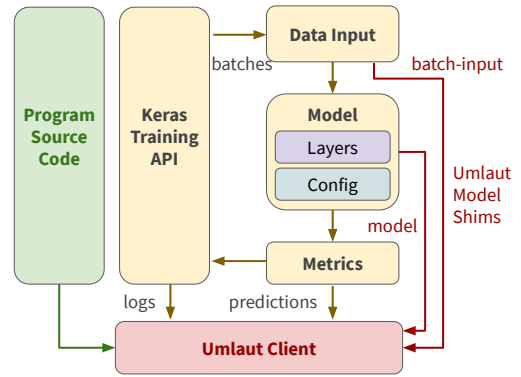 Data Input
batches
batch-input
Program
Source
Code
Keras
Training
API
Model
Layers
Config
Umlaut
Model
Shims
model
Metrics
logs
predictions
Umlaut Client